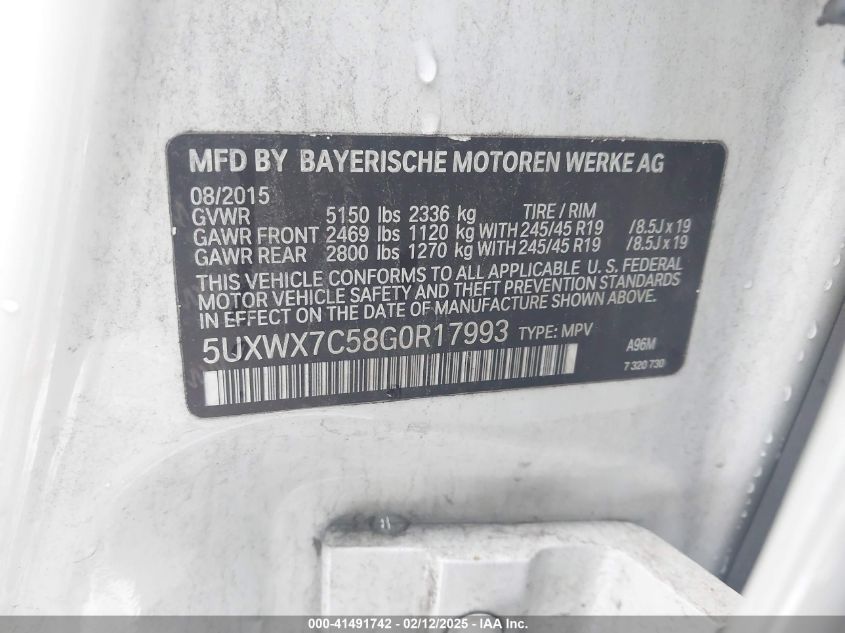 MFD BY BAYERISCHE MOTOREN WERKE AG
08/2015
GVWR 5150 lbs 2336 kg TIRE / RIM
GAWR FRONT 2469 lbs 1120 kg WITH 245/45 R19 / 8.5J x 19
GAWR REAR 2800 lbs 1270 kg WITH 245/45 R19 / 8.5J x 19
THIS VEHICLE CONFORMS TO ALL APPLICABLE U.S. FEDERAL
MOTOR VEHICLE SAFETY AND THEFT PREVENTION STANDARDS
IN EFFECT ON THE DATE OF MANUFACTURE SHOWN ABOVE.
5UXWX7C58G0R17993 TYPE: MPV
A96M
7 320 730
000-41491742 - 02/12/2025 - IAA Inc.